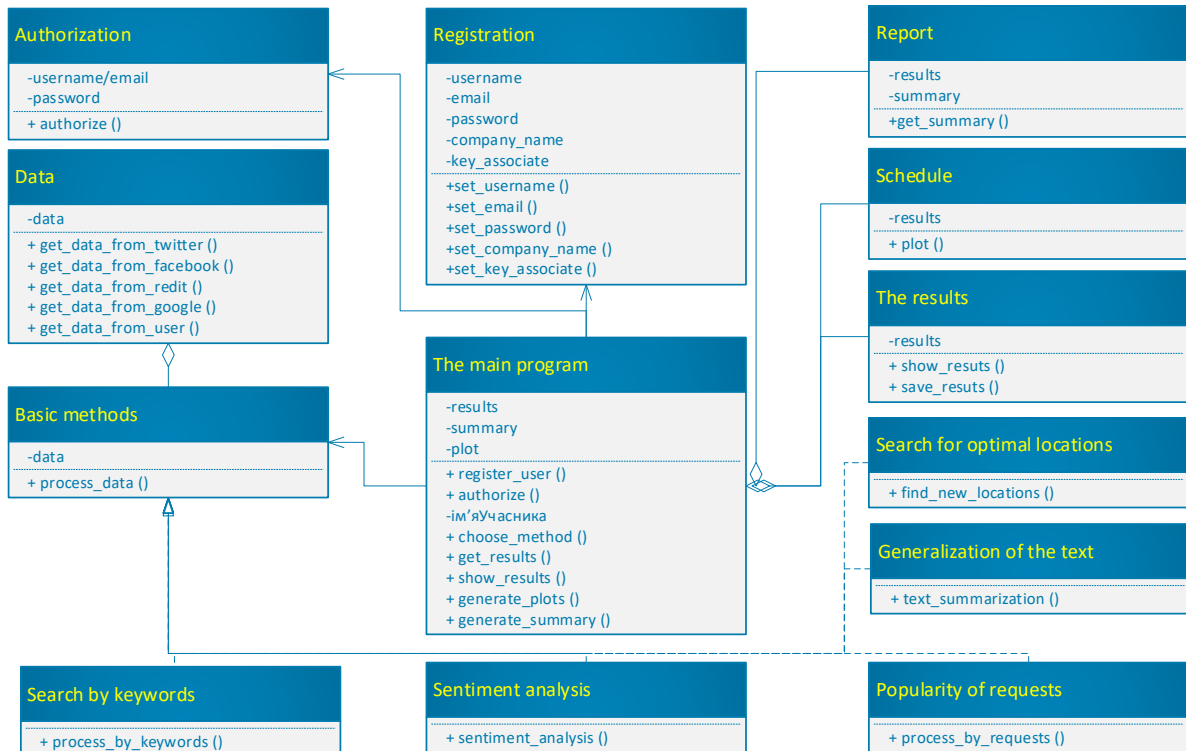 Authorization
-username/email
-password
+ authorize ()
Data
-data
+ get_data_from_twitter ()
+ get_data_from_facebook ()
+ get_data_from_redit ()
+ get_data_from_google ()
+ get_data_from_user ()
Basic methods
-data
+ process_data ()
Registration
-username
-email
-password
-company_name
-key_associate
+set_username ()
+set_email ()
+set_password ()
+set_company_name ()
+set_key_associate ()
The main program
-results
-summary
-plot
+ register_user ()
+ authorize ()
-ім’яУчасника
+ choose_method ()
+ get_results ()
+ show_results ()
+ generate_plots ()
+ generate_summary ()
Report
-results
-summary
+get_summary ()
Schedule
-results
+ plot ()
The results
-results
+ show_resuts ()
+ save_resuts ()
Search for optimal locations
+ find_new_locations ()
Generalization of the text
+ text_summarization ()
Search by keywords
+ process_by_keywords ()
Sentiment analysis
+ sentiment_analysis ()
Popularity of requests
+ process_by_requests ()